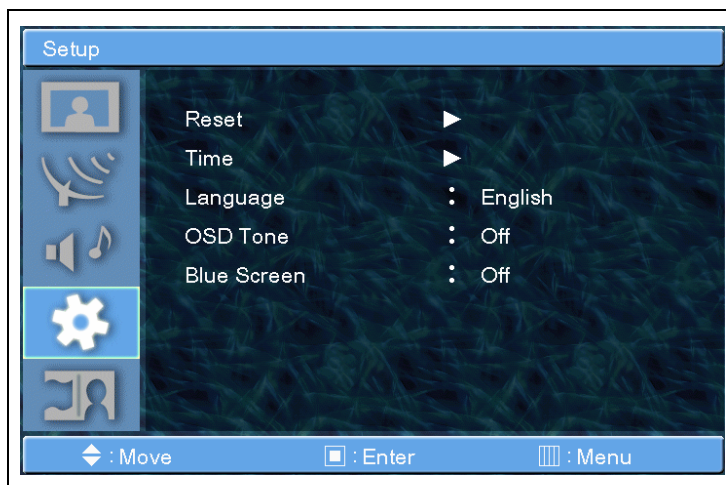 Setup
Reset ▶
Time ▶
Language : English
OSD Tone : Off
Blue Screen : Off
: Move : Enter : Menu